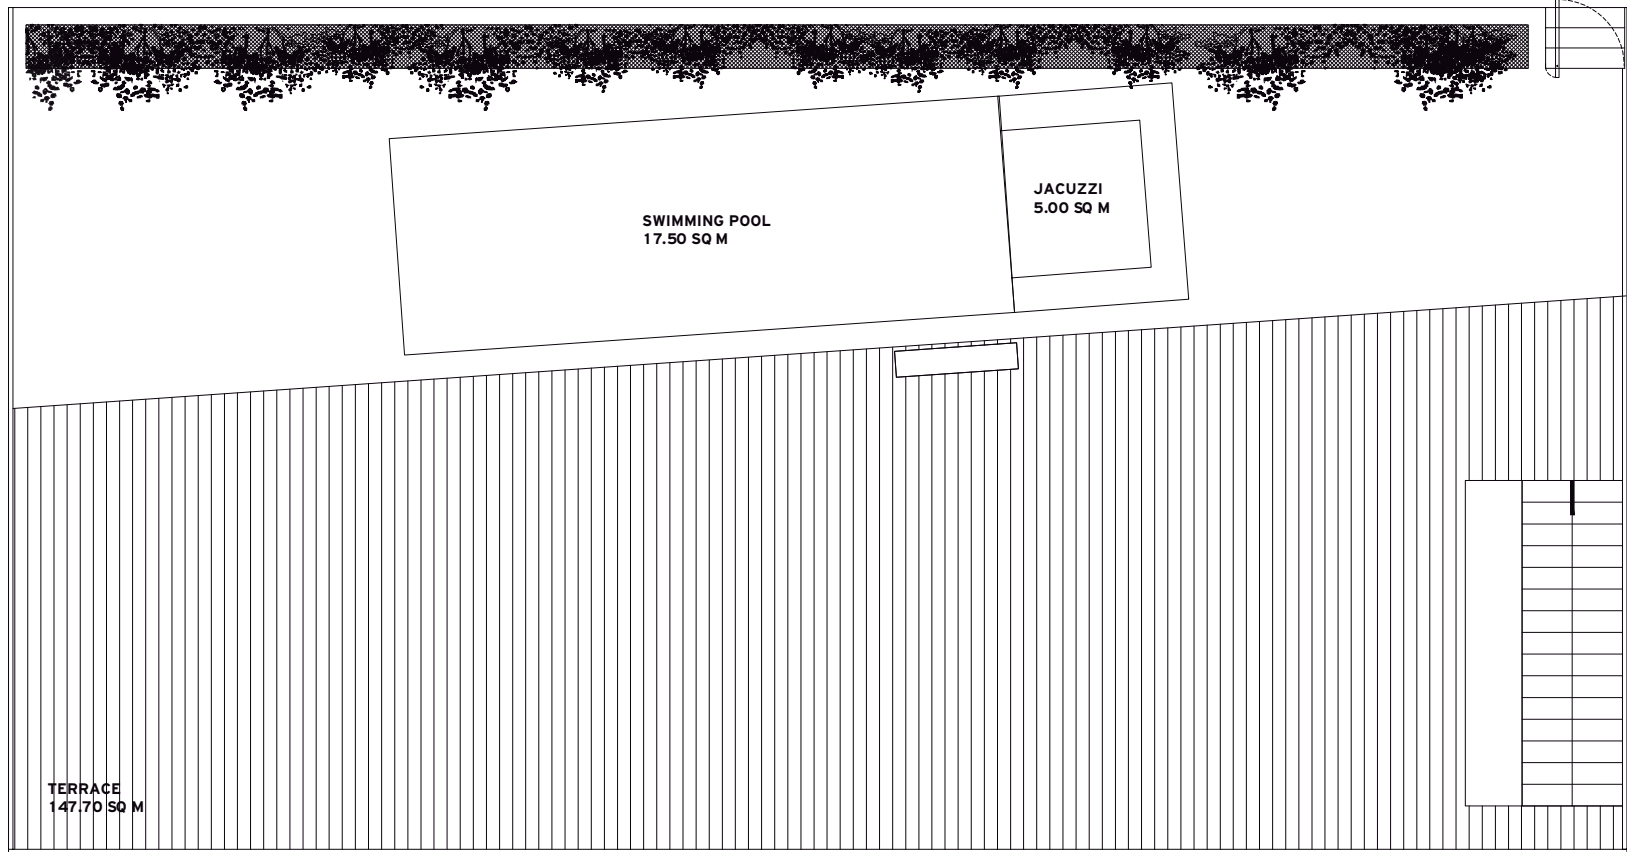 SWIMMING POOL
17.50 SQ M
JACUZZI
5.00 SQ M
TERRACE
147.70 SQ M